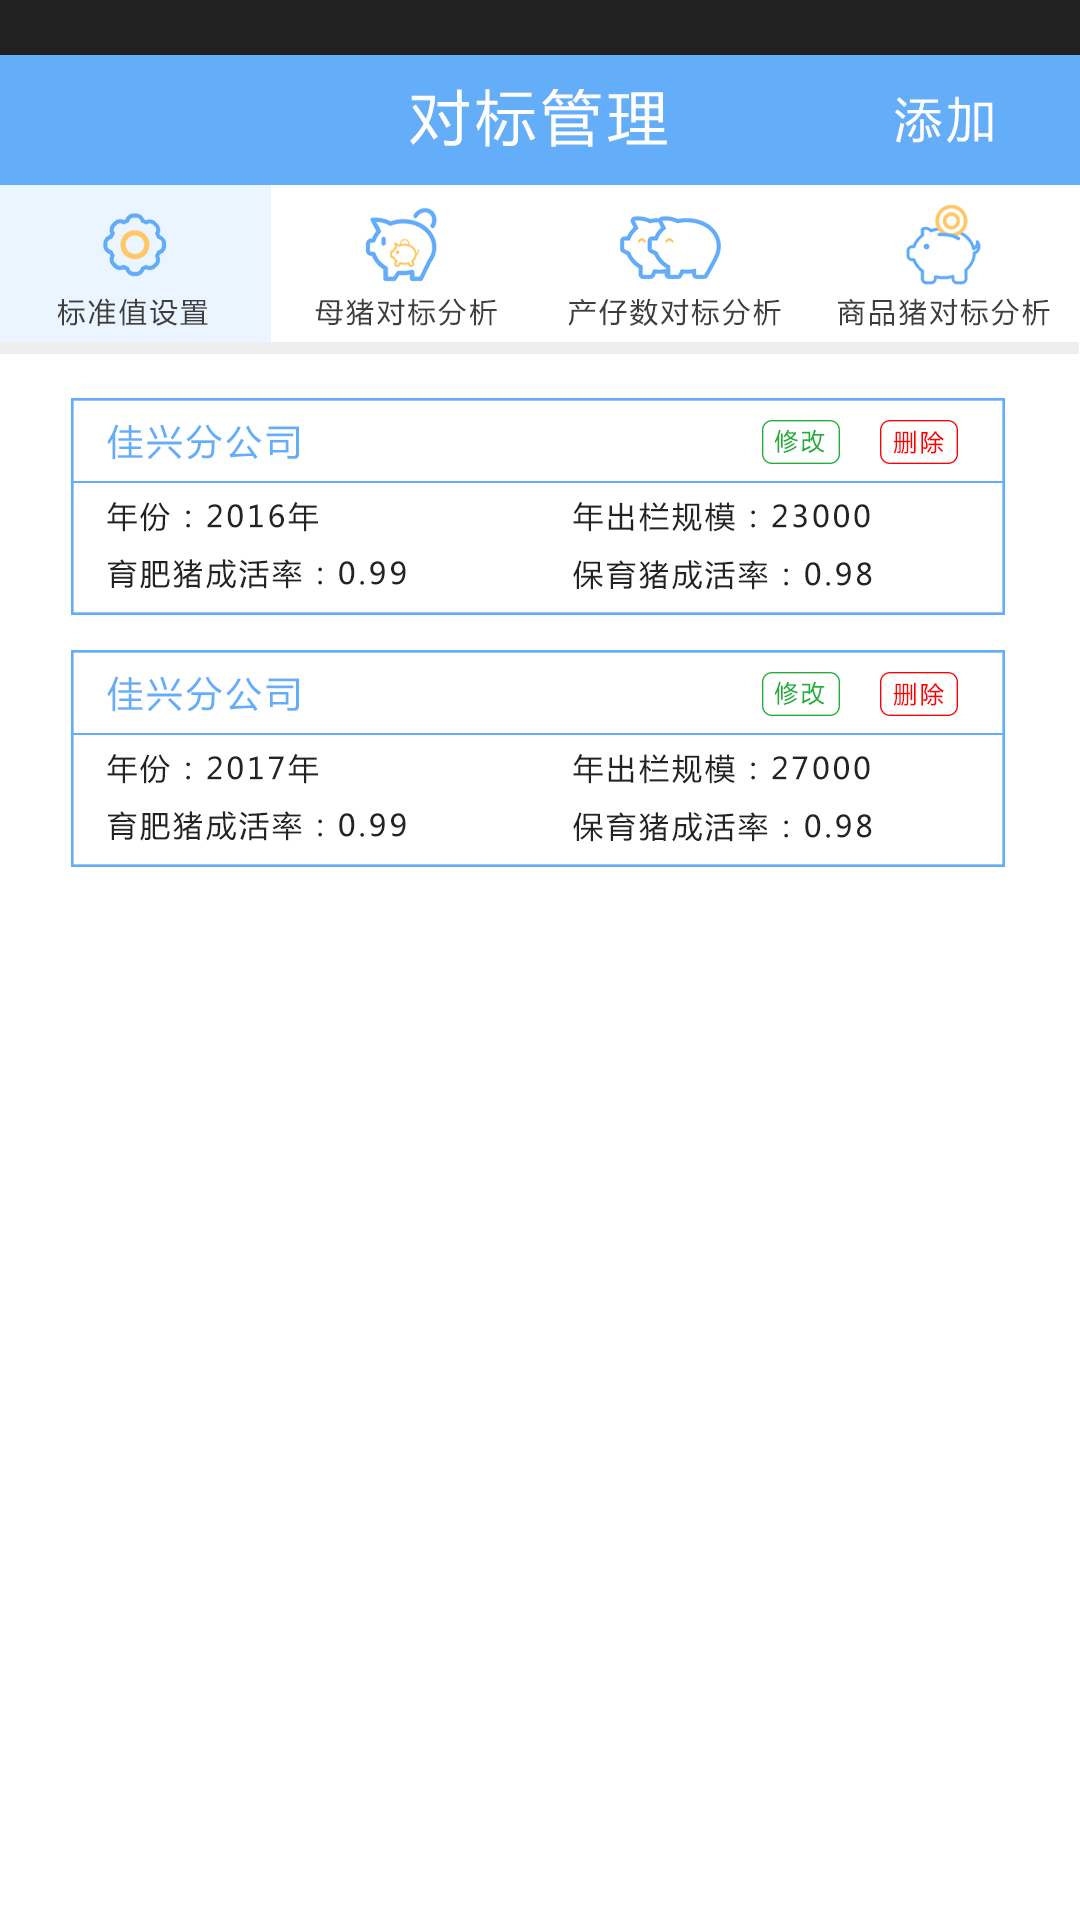 对标管理
添加
标准值设置
母猪对标分析
产仔数对标分析
商品猪对标分析
佳兴分公司
修改
删除
年份：2016年
年出栏规模：23000
育肥猪成活率：0.99
保育猪成活率：0.98
佳兴分公司
修改
删除
年份：2017年
年出栏规模：27000
育肥猪成活率：0.99
保育猪成活率：0.98